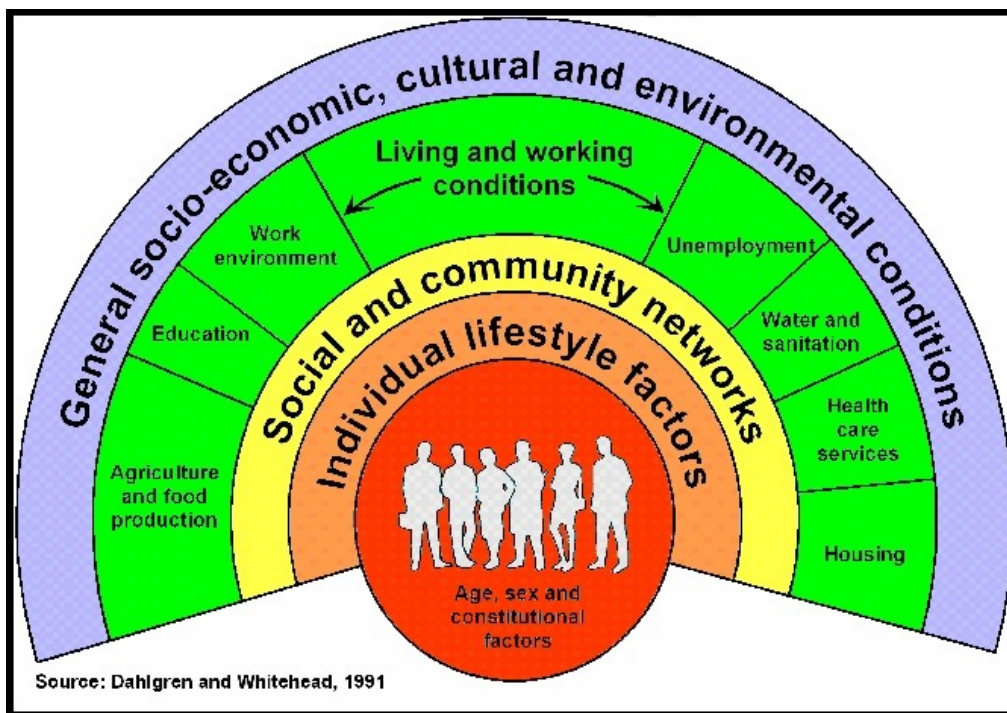 General socio-economic, cultural and environmental conditions
Living and working
conditions
Work
environment
Unemployment
Education
Water and
sanitation
Agriculture
and food
production
Health
care
services
Housing
Social and community networks
Individual lifestyle factors
Age, sex and
constitutional
factors
Source: Dahlgren and Whitehead, 1991